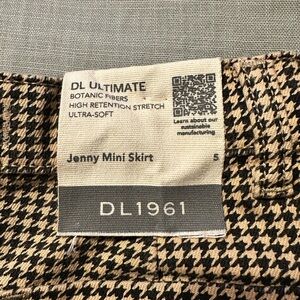 DL ULTIMATE
BOTANIC FIBERS
HIGH RETENTION STRETCH
ULTRA-SOFT
Learn about our
sustainable
manufacturing
Jenny Mini Skirt
5
DL1961